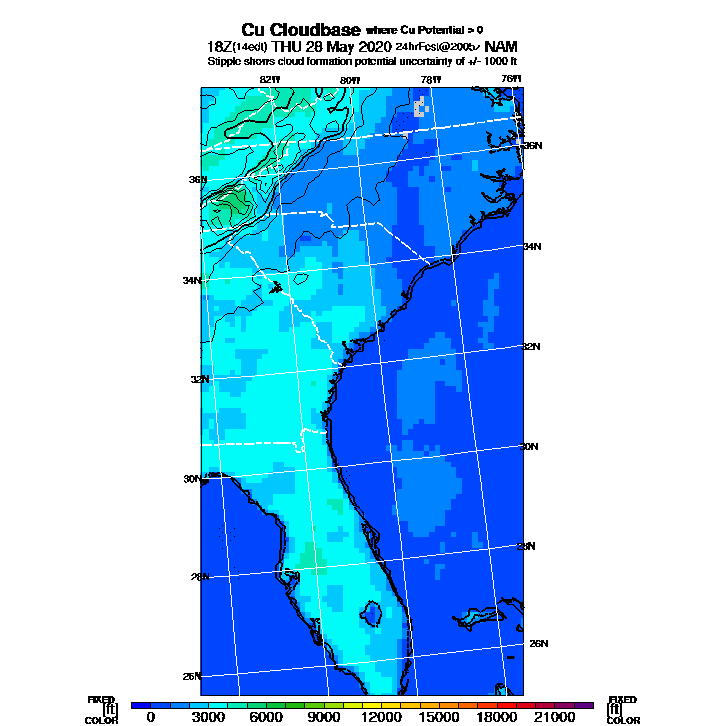 Cu Cloudbase where Cu Potential > 0
18Z(14edt) THU 28 May 2020 24hrFcst@2005z NAM
Stipple shows cloud formation potential uncertainty of +/- 1000 ft
82W 80W 78W 76W
36N
36N
34N
34N
32N
32N
30N
30N
28N
28N
26N
26N
FIXED FIXED
[ft] [ft]
COLOR COLOR
0 3000 6000 9000 12000 15000 18000 21000